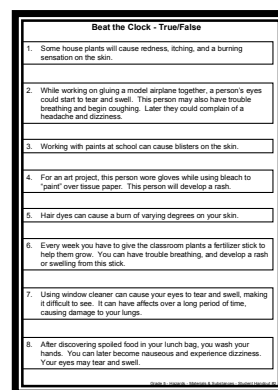 Beat the Clock - True/False
1. Some house plants will cause redness, itching, and a burning
sensation on the skin.
2. While working on gluing a model airplane together, a person's eyes
could start to tear and swell. This person may also have trouble
breathing and begin cough. Later they could complain of a
headache and dizziness.
3. Working with paints at school can cause blisters on the skin.
4. For an art project, this person wore gloves while using bleach to
"paint" over tissue paper. This person will develop a rash.
5. Hair dyes can cause a burn of varying degrees on your skin.
6. Every week you have to give the classroom plants a fertilizer stick to
help them grow. You can have trouble breathing, and develop a rash
or swelling from this stick.
7. Using window cleaner can cause your eyes to tear and swell, making
it difficult to see. It can have affects over a long period of time,
causing damage to your lungs.
8. After discovering spoiled food in your lunch bag, you wash your
hands. You can later become nauseous and experience dizziness.
Your eyes may tear and swell.
Hazards - Materials & Substances - Student Handout